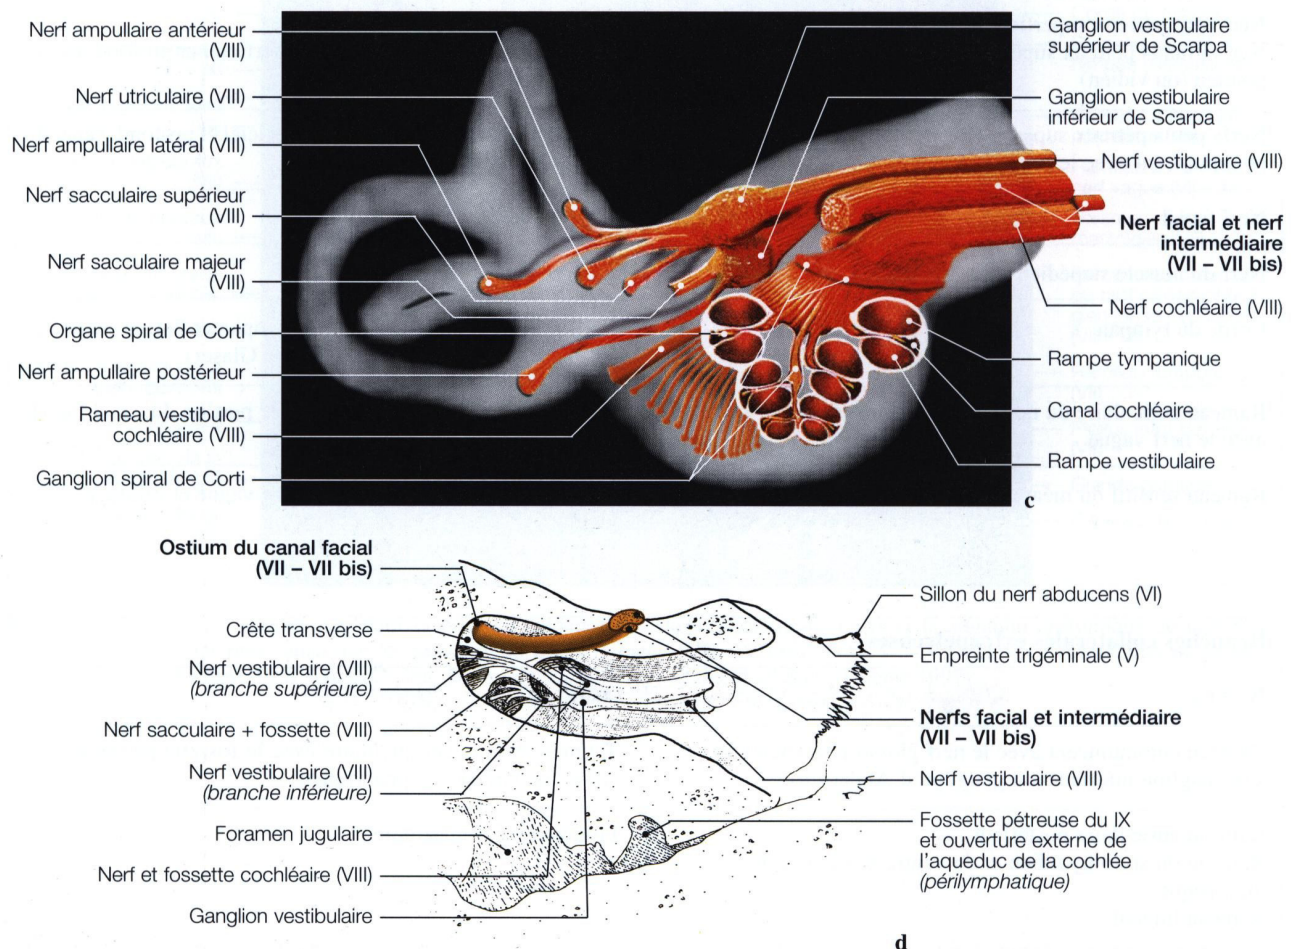 Nerf ampullaire antérieur
(VIII)
Nerf utriculaire (VIII)
Nerf ampullaire latéral (VIII)
Nerf sacculaire supérieur
(VIII)
Nerf sacculaire majeur
(VIII)
Organe spiral de Corti
Nerf ampullaire postérieur
Rameau vestibulo-
cochléaire (VIII)
Ganglion spiral de Corti
Ganglion vestibulaire
supérieur de Scarpa
Ganglion vestibulaire
inférieur de Scarpa
Nerf vestibulaire (VIII)
Nerf facial et nerf
intermédiaire
(VII – VII bis)
Nerf cochléaire (VIII)
Rampe tympanique
Canal cochléaire
Rampe vestibulaire
c
Ostium du canal facial
(VII – VII bis)
Crête transverse
Nerf vestibulaire (VIII)
(branche supérieure)
Nerf sacculaire + fossette (VIII)
Nerf vestibulaire (VIII)
(branche inférieure)
Foramen jugulaire
Nerf et fossette cochléaire (VIII)
Ganglion vestibulaire
Sillon du nerf abducens (VI)
Empreinte trigéminale (V)
Nerfs facial et intermédiaire
(VII – VII bis)
Nerf vestibulaire (VIII)
Fossette pétreuse du IX
et ouverture externe de
l'aqueduc de la cochlée
(périlymphatique)
d